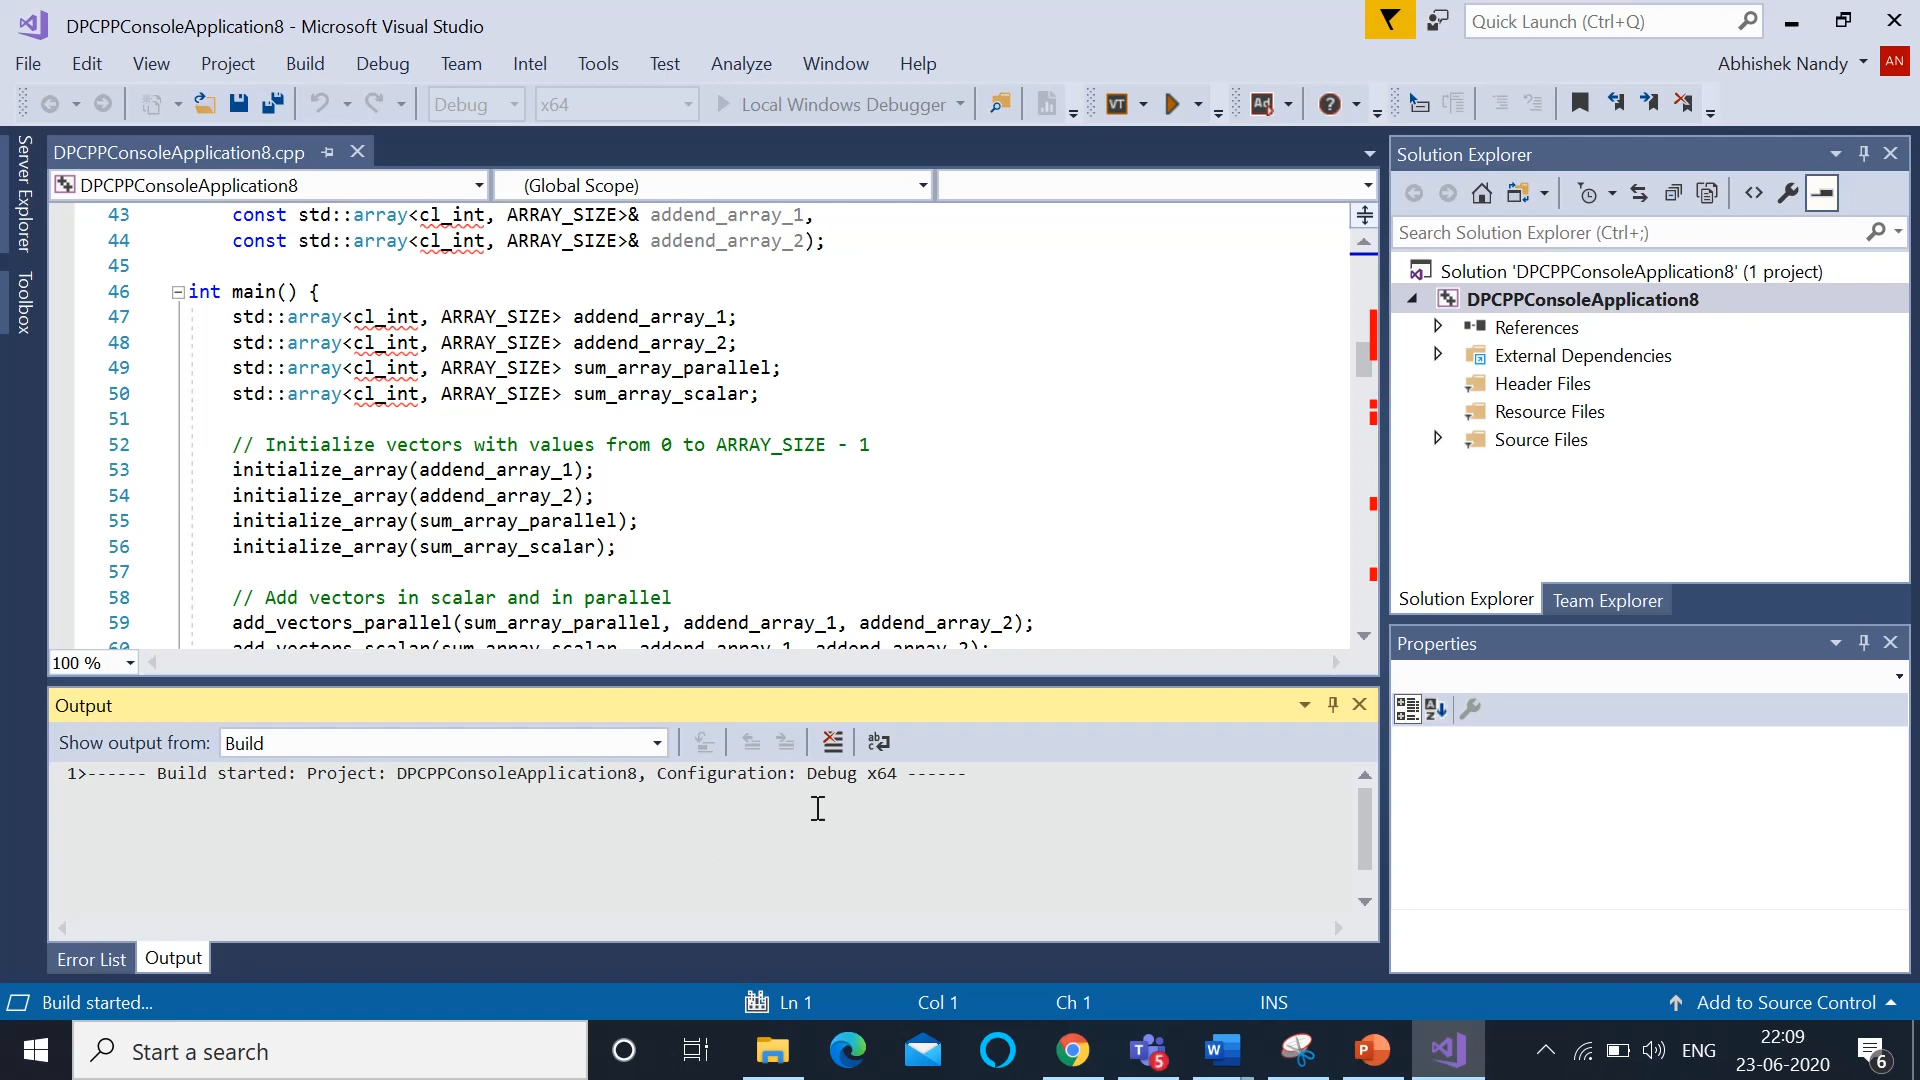 DPCPPConsoleApplication8 - Microsoft Visual Studio
Quick Launch (Ctrl+Q)
File Edit View Project Build Debug Team Intel Tools Test Analyze Window Help
Abhishek Nandy AN
Debug x64 Local Windows Debugger
Server Explorer
Toolbox
DPCPPConsoleApplication8.cpp
DPCPPConsoleApplication8 (Global Scope)
43 const std::array<cl_int, ARRAY_SIZE>& addend_array_1,
44 const std::array<cl_int, ARRAY_SIZE>& addend_array_2);
45
46 int main() {
47 std::array<cl_int, ARRAY_SIZE> addend_array_1;
48 std::array<cl_int, ARRAY_SIZE> addend_array_2;
49 std::array<cl_int, ARRAY_SIZE> sum_array_parallel;
50 std::array<cl_int, ARRAY_SIZE> sum_array_scalar;
51
52 // Initialize vectors with values from 0 to ARRAY_SIZE - 1
53 initialize_array(addend_array_1);
54 initialize_array(addend_array_2);
55 initialize_array(sum_array_parallel);
56 initialize_array(sum_array_scalar);
57
58 // Add vectors in scalar and in parallel
59 add_vectors_parallel(sum_array_parallel, addend_array_1, addend_array_2);
60 add_vectors_scalar(sum_array_scalar, addend_array_1, addend_array_2);
100 %
Output
Show output from: Build
1>------ Build started: Project: DPCPPConsoleApplication8, Configuration: Debug x64 ------
Error List Output
Solution Explorer
Search Solution Explorer (Ctrl+;)
Solution 'DPCPPConsoleApplication8' (1 project)
DPCPPConsoleApplication8
References
External Dependencies
Header Files
Resource Files
Source Files
Solution Explorer Team Explorer
Properties
Build started... Ln 1 Col 1 Ch 1 INS Add to Source Control
Start a search
5
ENG
22:09
23-06-2020
6